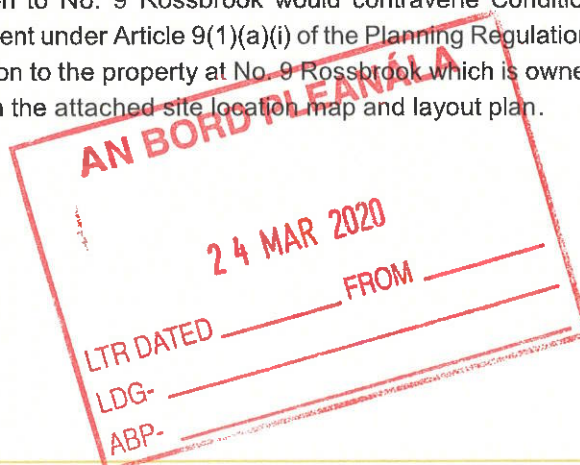 en to No. 9 Rossbrook would contravene Conditio
ent under Article 9(1)(a)(i) of the Planning Regulation
on to the property at No. 9 Rossbrook which is owne
n the attached site location map and layout plan.
AN BORD PLEANÁLA
24 MAR 2020
LTR DATED FROM
LDG-
ABP-